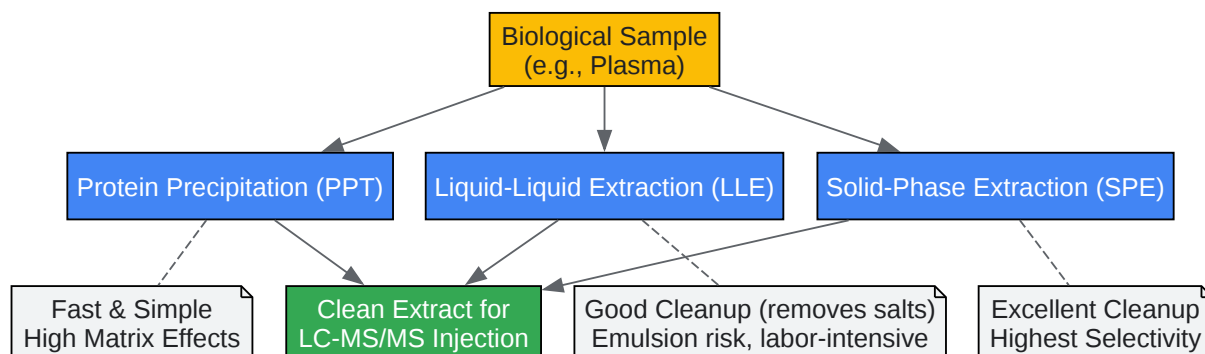 Biological Sample
(e.g., Plasma)
Protein Precipitation (PPT)
Liquid-Liquid Extraction (LLE)
Solid-Phase Extraction (SPE)
Fast & Simple
High Matrix Effects
Clean Extract for
LC-MS/MS Injection
Good Cleanup (removes salts)
Emulsion risk, labor-intensive
Excellent Cleanup
Highest Selectivity